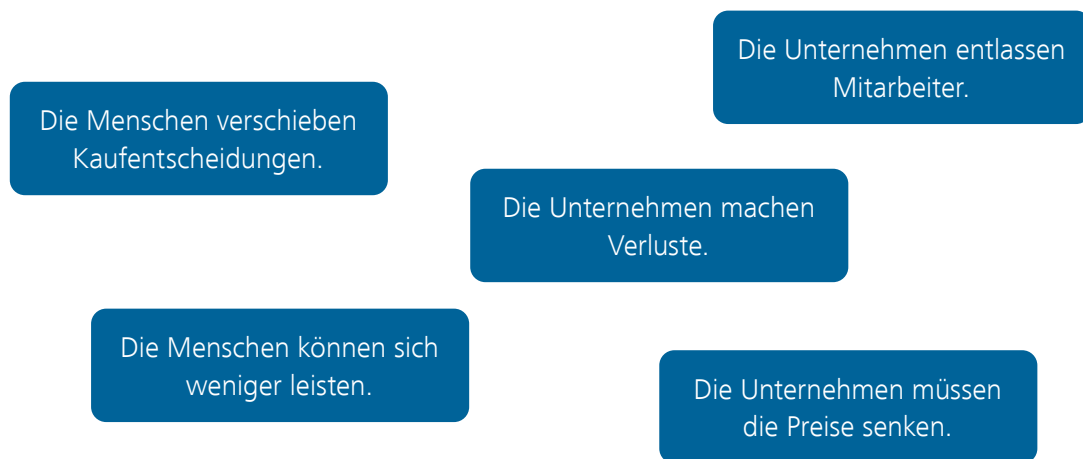 Die Unternehmen entlassen
Mitarbeiter.
Die Menschen verschieben
Kaufentscheidungen.
Die Unternehmen machen
Verluste.
Die Menschen können sich
weniger leisten.
Die Unternehmen müssen
die Preise senken.